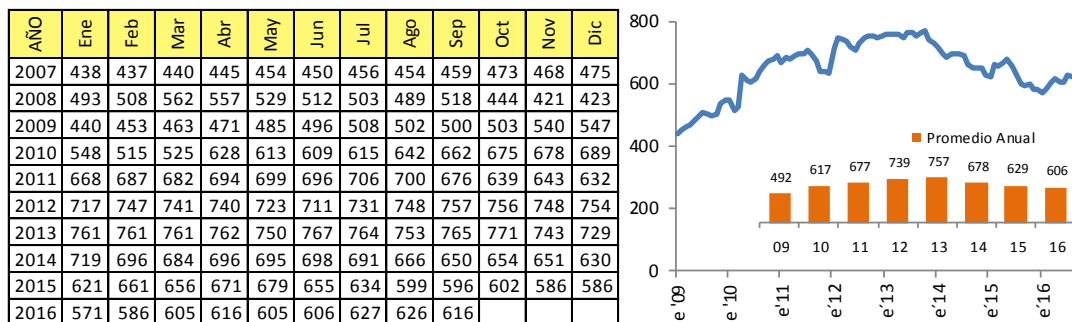 AÑO Ene Feb Mar Abr May Jun Jul Ago Sep Oct Nov Dic
2007 438 437 440 445 454 450 456 454 459 473 468 475
2008 493 508 562 557 529 512 503 489 518 444 421 423
2009 440 453 463 471 485 496 508 502 500 503 540 547
2010 548 515 525 628 613 609 615 642 662 675 678 689
2011 668 687 682 694 699 696 706 700 676 639 643 632
2012 717 747 741 740 723 711 731 748 757 756 748 754
2013 761 761 761 762 750 767 764 753 765 771 743 729
2014 719 696 684 696 695 698 691 666 650 654 651 630
2015 621 661 656 671 679 655 634 599 596 602 586 586
2016 571 586 605 616 605 606 627 626 616
800
600
400
200
0
Promedio Anual
492 617 677 739 757 678 629 606
09 10 11 12 13 14 15 16
e '09 e '10 e'11 e´12 e´13 e´14 e´15 e´16